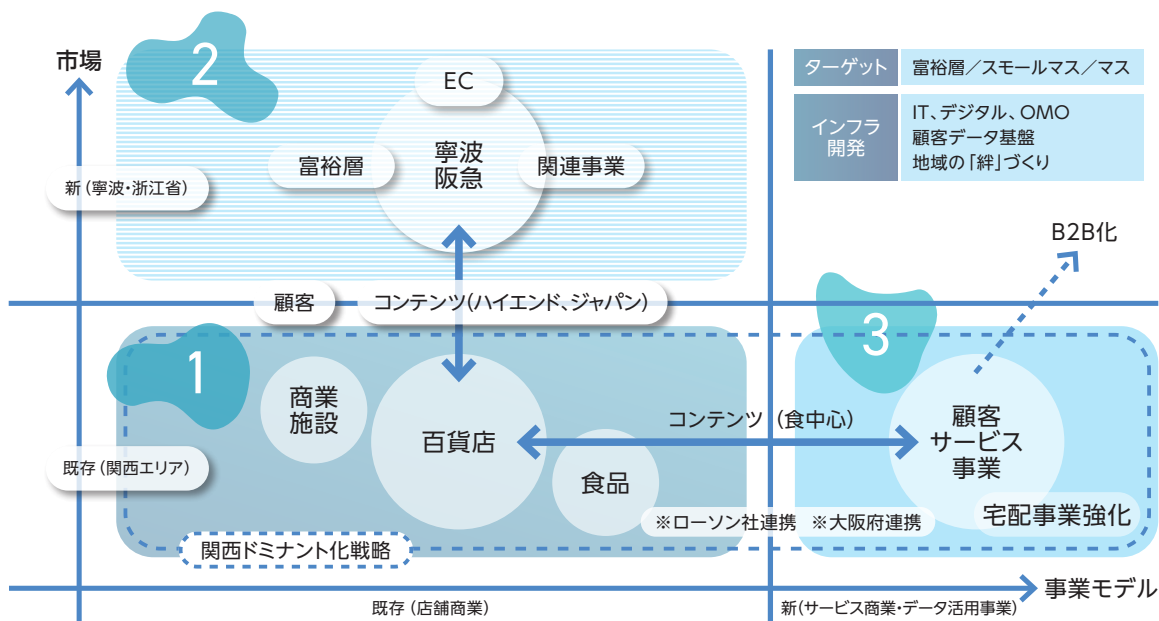 市場
2
EC
寧波
阪急
富裕層
関連事業
新（寧波・浙江省）
ターゲット
富裕層／スモールマス／マス
インフラ
開発
IT、デジタル、OMO
顧客データ基盤
地域の「絆」づくり
B2B化
顧客
コンテンツ(ハイエンド、ジャパン)
1
商業
施設
百貨店
食品
コンテンツ（食中心）
3
顧客
サービス
事業
既存（関西エリア）
※ローソン社連携　※大阪府連携
宅配事業強化
関西ドミナント化戦略
事業モデル
既存（店舗商業）
新(サービス商業・データ活用事業)